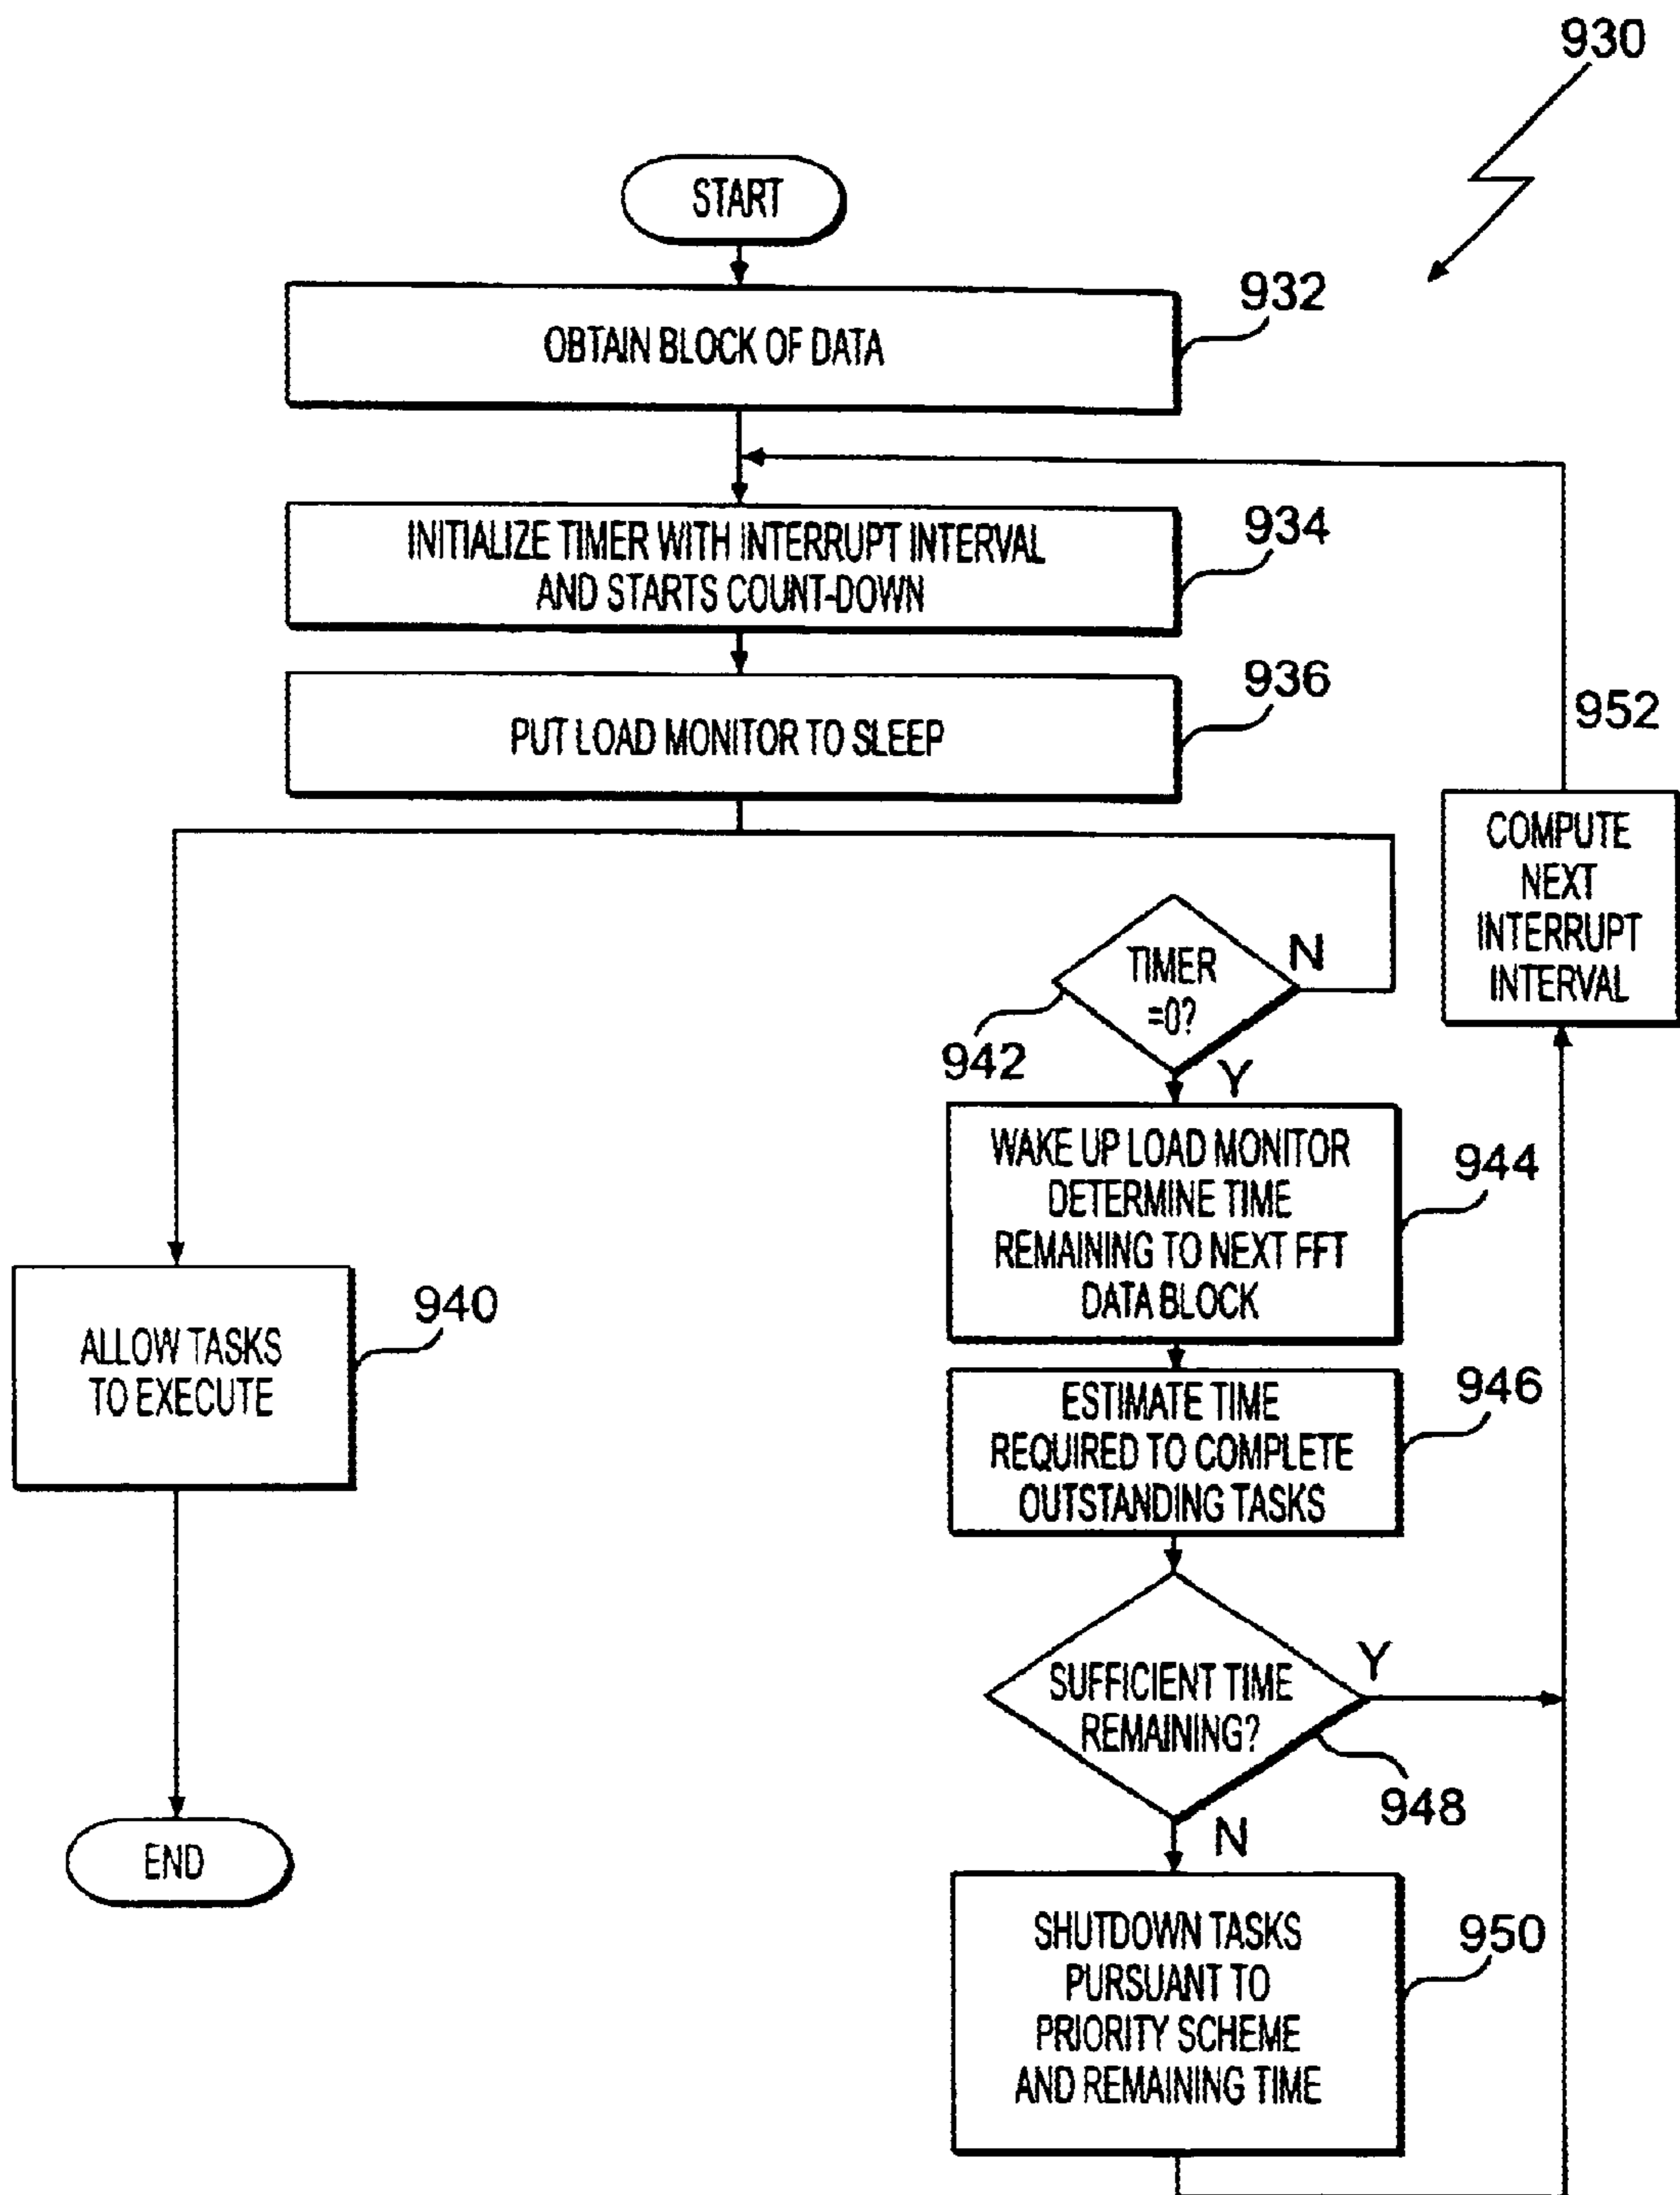 930
START
932
OBTAIN BLOCK OF DATA
INITIALIZE TIMER WITH INTERRUPT INTERVAL
AND STARTS COUNT-DOWN
934
PUT LOAD MONITOR TO SLEEP
936
952
COMPUTE
NEXT
INTERRUPT
INTERVAL
TIMER
=0?
N
942
Y
WAKE UP LOAD MONITOR
DETERMINE TIME
REMAINING TO NEXT FFT
DATA BLOCK
944
ALLOW TASKS
TO EXECUTE
940
ESTIMATE TIME
REQUIRED TO COMPLETE
OUTSTANDING TASKS
946
SUFFICIENT TIME
REMAINING?
Y
948
N
END
SHUTDOWN TASKS
PURSUANT TO
PRIORITY SCHEME
AND REMAINING TIME
950